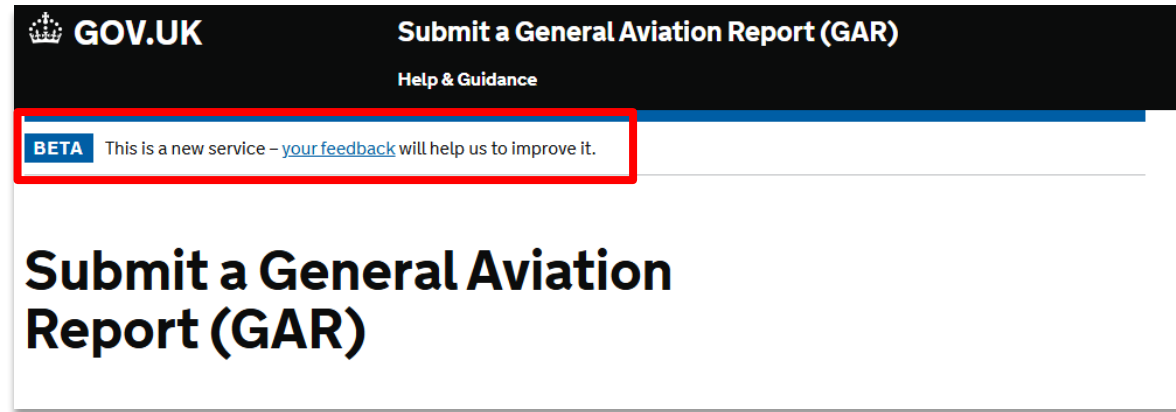 GOV.UK
Submit a General Aviation Report (GAR)
Help & Guidance
BETA This is a new service – your feedback will help us to improve it.
Submit a General Aviation
Report (GAR)